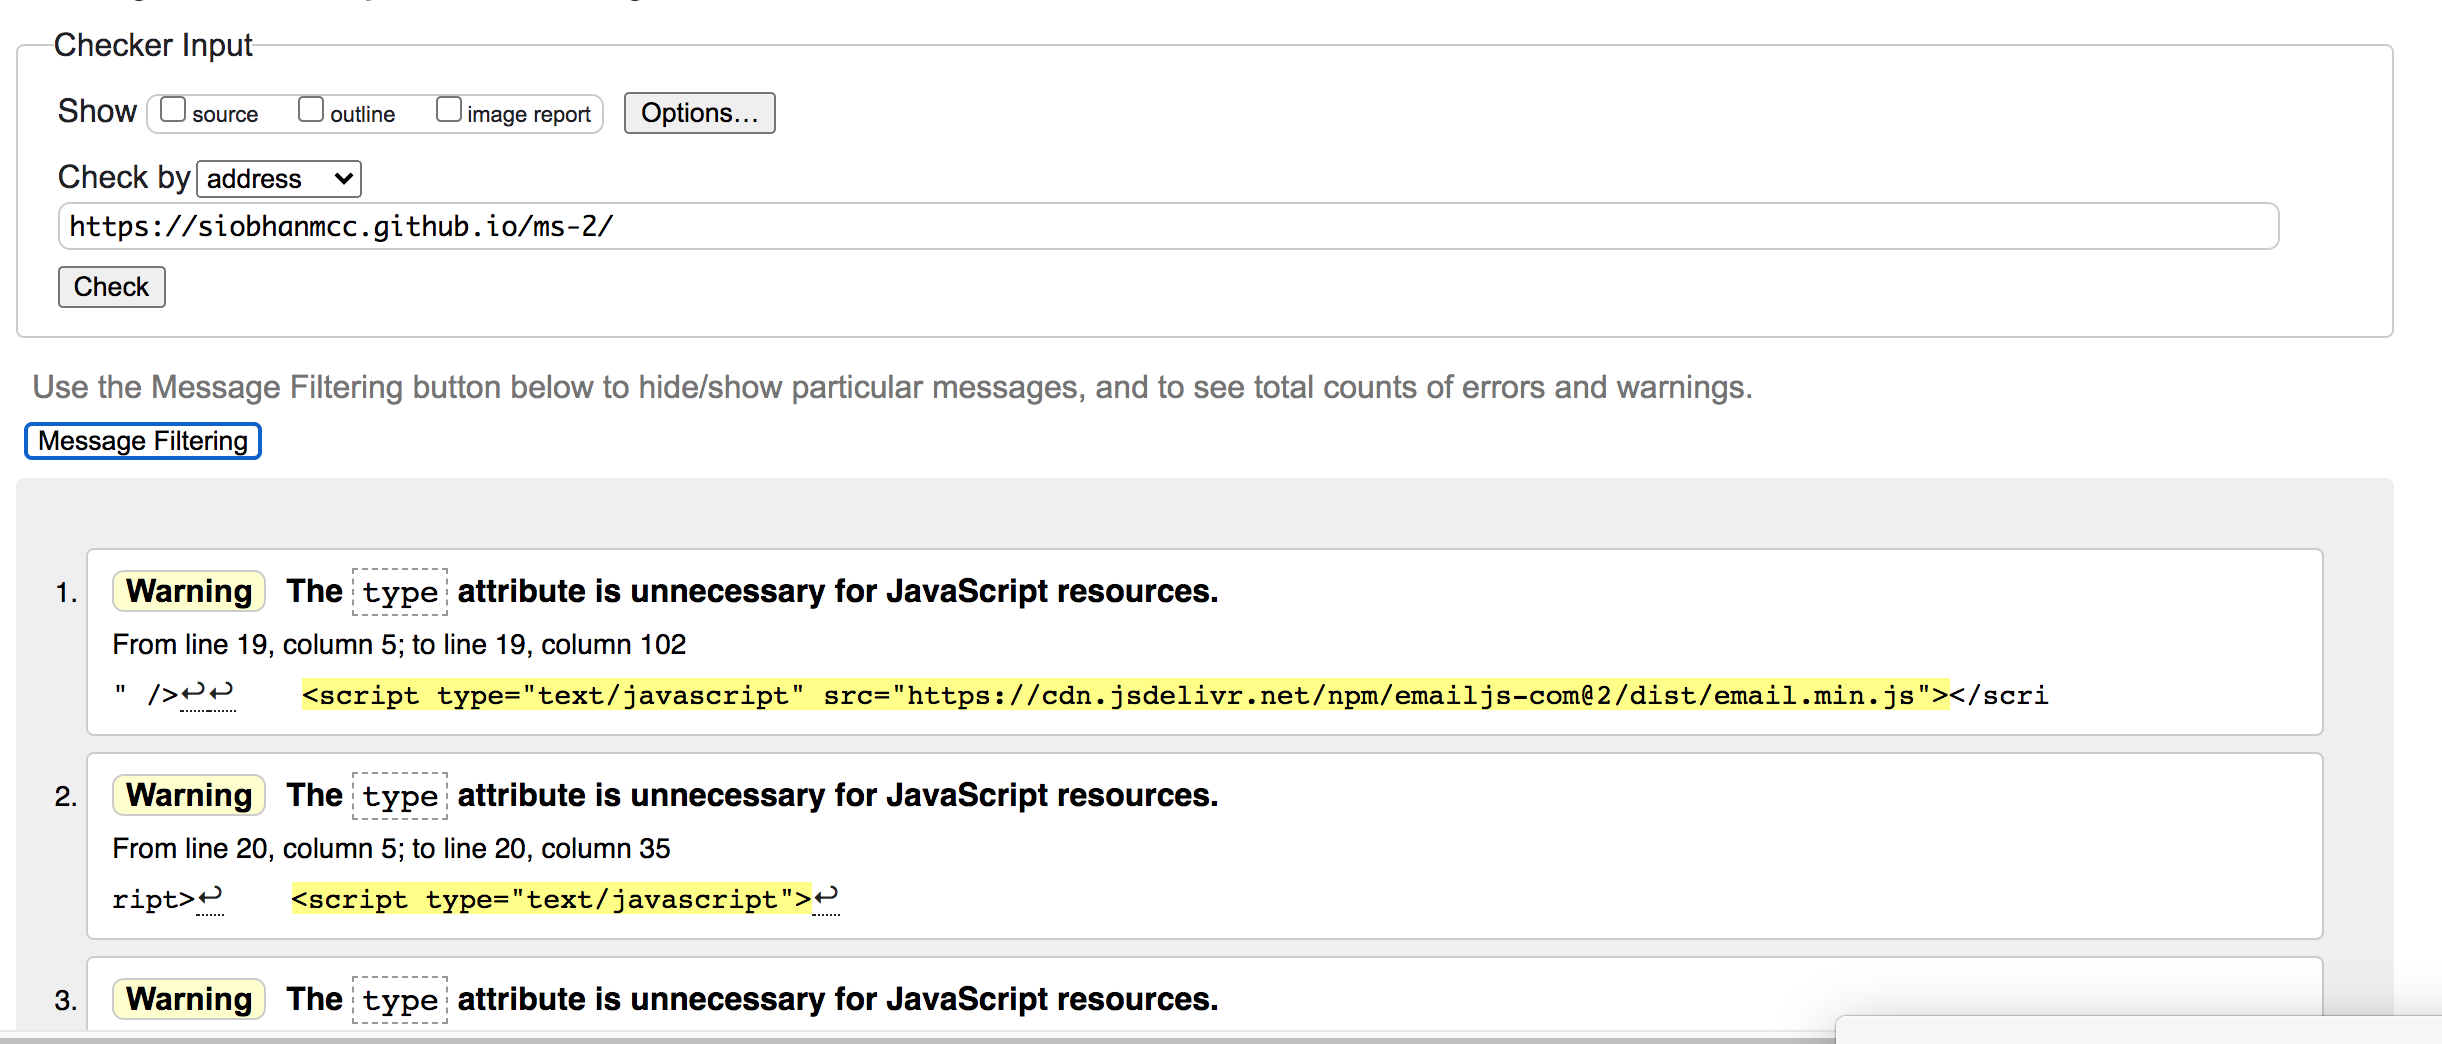 Checker Input
Show source outline image report Options...
Check by address
https://siobhanmcc.github.io/ms-2/
Check
Use the Message Filtering button below to hide/show particular messages, and to see total counts of errors and warnings.
Message Filtering
1. Warning The type attribute is unnecessary for JavaScript resources.
From line 19, column 5; to line 19, column 102
" />↩↩ <script type="text/javascript" src="https://cdn.jsdelivr.net/npm/emailjs-com@2/dist/email.min.js"></scri
2. Warning The type attribute is unnecessary for JavaScript resources.
From line 20, column 5; to line 20, column 35
ript>↩ <script type="text/javascript">↩
3. Warning The type attribute is unnecessary for JavaScript resources.